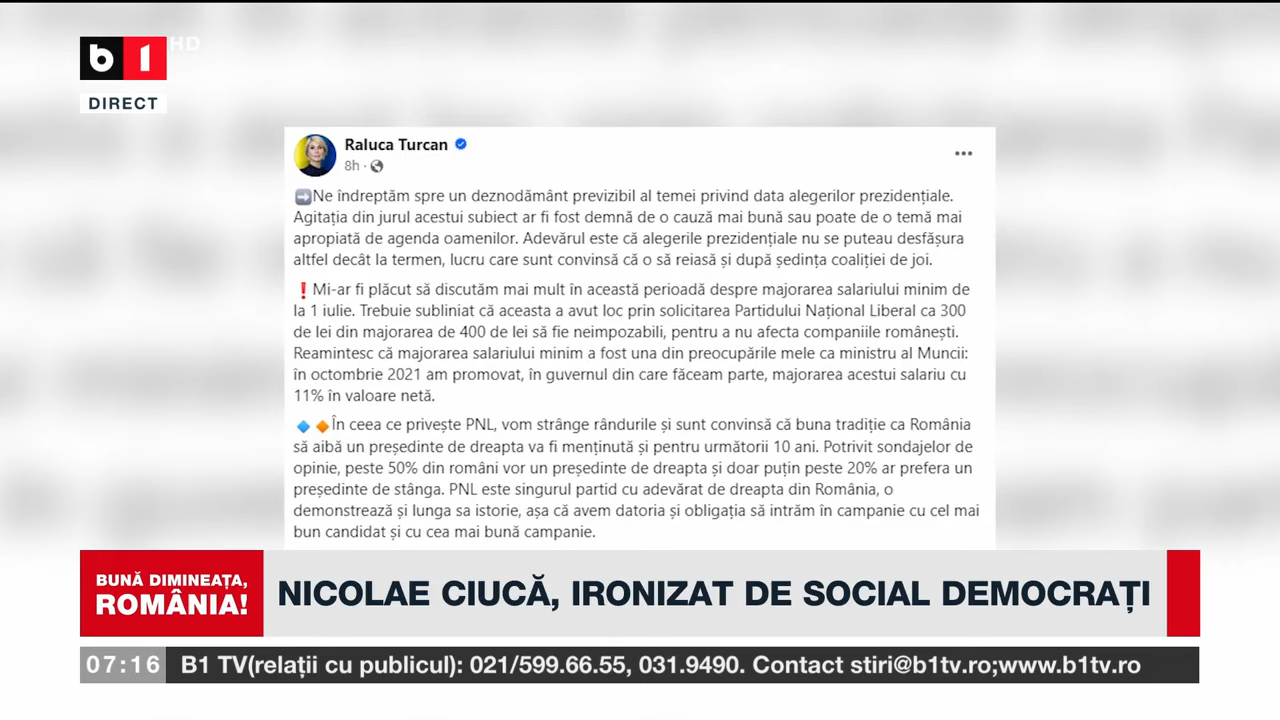 b1 HD
DIRECT
Raluca Turcan
8h ·
Ne îndreptăm spre un deznodământ previzibil al temei privind data alegerilor prezidențiale.
Agitația din jurul acestui subiect ar fi fost demnă de o cauză mai bună sau poate de o temă mai
apropiată de agenda oamenilor. Adevărul este că alegerile prezidențiale nu se puteau desfășura
altfel decât la termen, lucru care sunt convinsă că o să reiasă și după ședința coaliției de joi.
❗Mi-ar fi plăcut să discutăm mai mult în această perioadă despre majorarea salariului minim de
la 1 iulie. Trebuie subliniat că aceasta a avut loc prin solicitarea Partidului Național Liberal ca 300
de lei din majorarea de 400 de lei să fie neimpozabili, pentru a nu afecta companiile românești.
Reamintesc că majorarea salariului minim a fost una din preocupările mele ca ministru al Muncii:
în octombrie 2021 am promovat, în guvernul din care făceam parte, majorarea acestui salariu cu
11% în valoare netă.
În ceea ce privește PNL, vom strânge rândurile și sunt convinsă că buna tradiție ca România
să aibă un președinte de dreapta va fi menținută și pentru următorii 10 ani. Potrivit sondajelor de
opinie, peste 50% din români vor un președinte de dreapta și doar puțin peste 20% ar prefera un
președinte de stânga. PNL este singurul partid cu adevărat de dreapta din România, o
demonstrează și lunga sa istorie, așa că avem datoria și obligația să intrăm în campanie cu cel mai
bun candidat și cu cea mai bună campanie.
BUNĂ DIMINEAȚA,
ROMÂNIA!
NICOLAE CIUCĂ, IRONIZAT DE SOCIAL DEMOCRAȚI
07:16 B1 TV(relații cu publicul): 021/599.66.55, 031.9490. Contact stiri@b1tv.ro;www.b1tv.ro